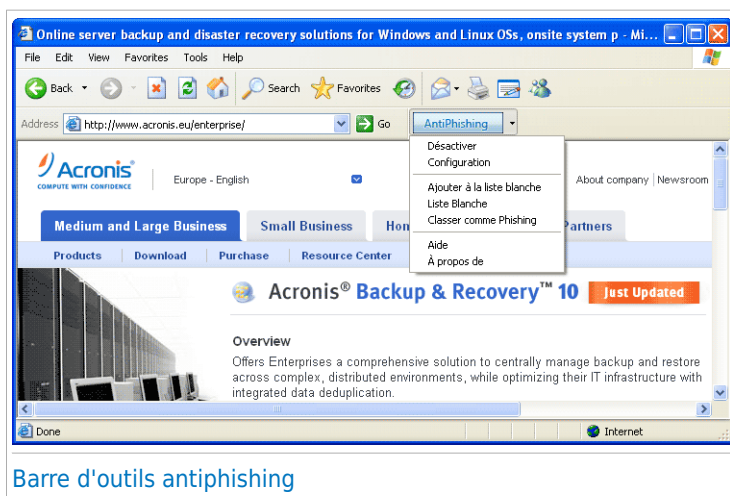 Online server backup and disaster recovery solutions for Windows and Linux OSs, onsite system p - Mi...
File Edit View Favorites Tools Help
Back Search Favorites
Address http://www.acronis.eu/enterprise/ Go AntiPhishing
Désactiver
Configuration
Ajouter à la liste blanche
Liste Blanche
Classer comme Phishing
Aide
À propos de
Acronis®
COMPUTE WITH CONFIDENCE
Europe - English
About company | Newsroom
Medium and Large Business Small Business Hon Partners
Products Download Purchase Resource Center
Acronis® Backup & Recovery™ 10 Just Updated
Overview
Offers Enterprises a comprehensive solution to centrally manage backup and restore
across complex, distributed environments, while optimizing their IT infrastructure with
integrated data deduplication.
Done Internet
Barre d'outils antiphishing